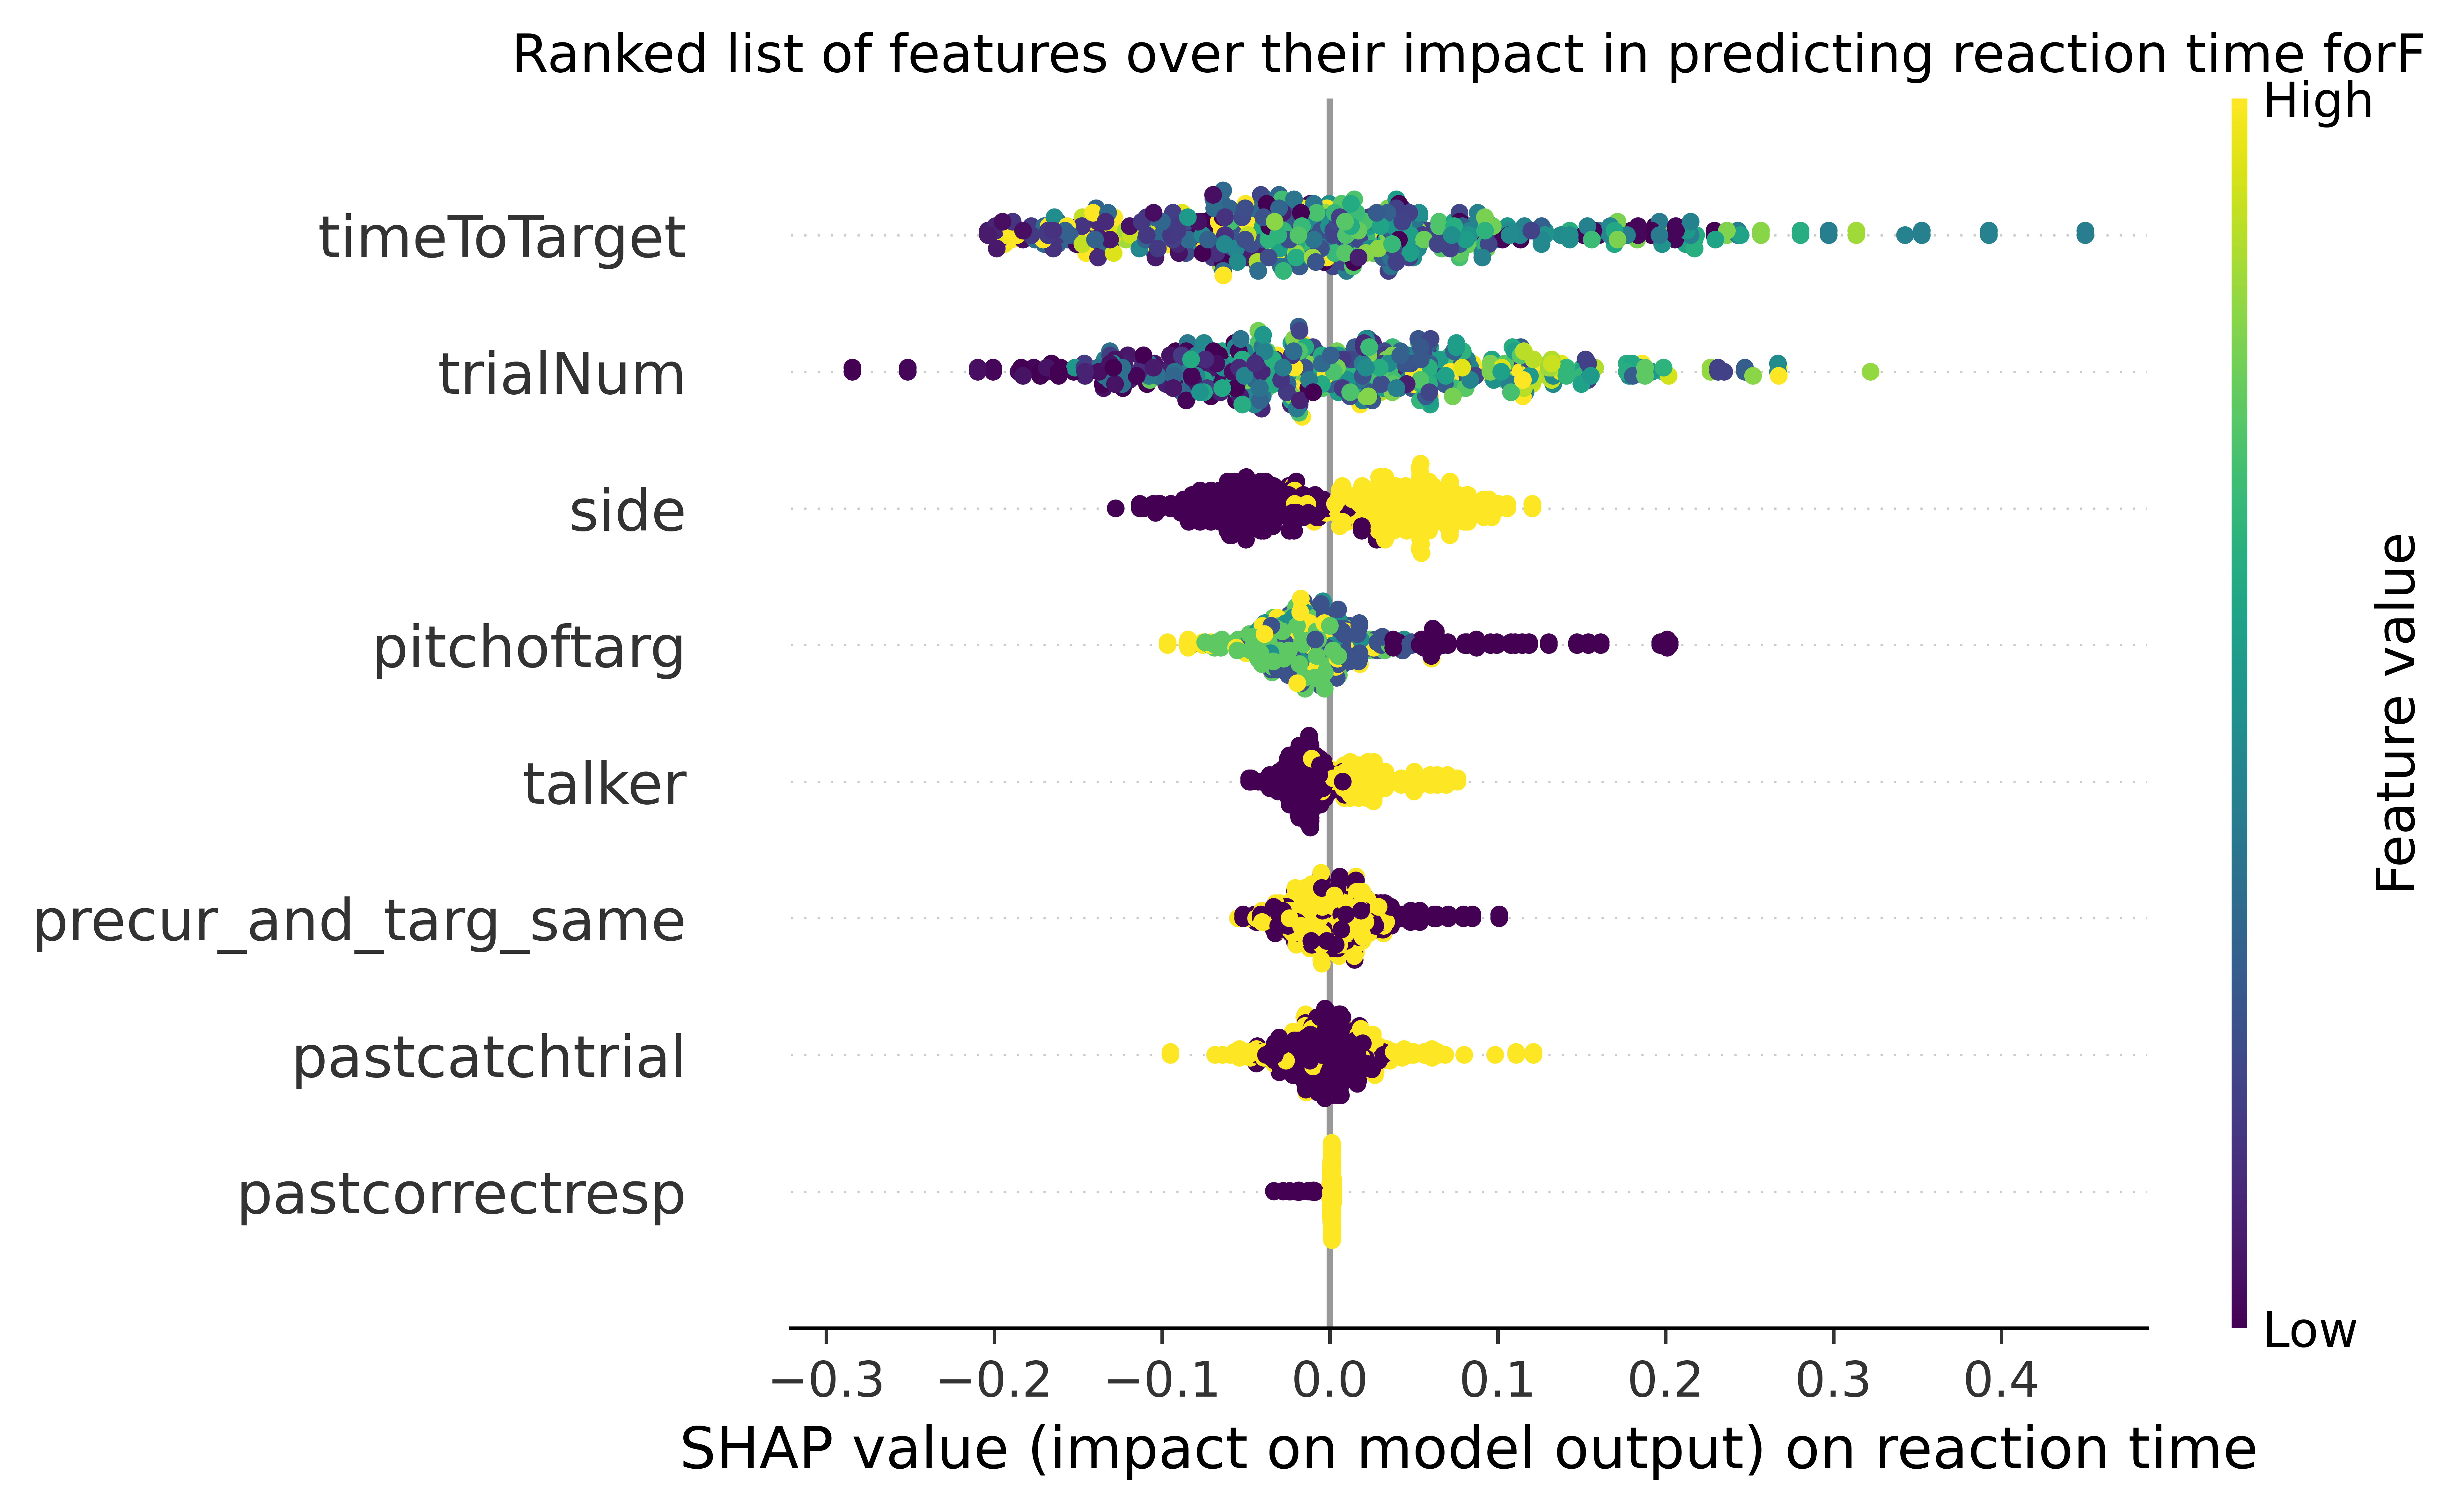 Ranked list of features over their impact in predicting reaction time forF
High
timeToTarget
trialNum
side
pitchoftarg
talker
precur_and_targ_same
pastcatchtrial
pastcorrectresp
Feature value
Low
−0.3 −0.2 −0.1 0.0 0.1 0.2 0.3 0.4
SHAP value (impact on model output) on reaction time